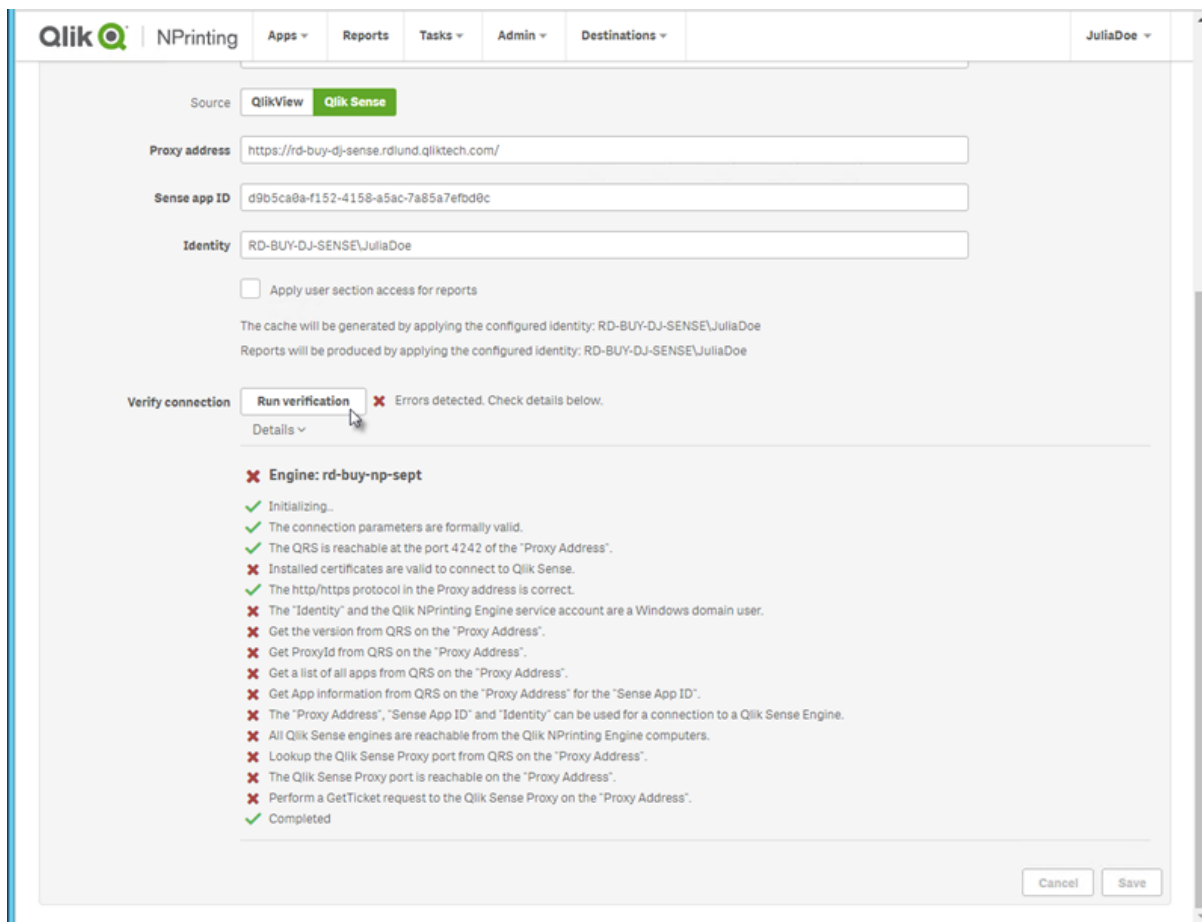 Qlik NPrinting Apps Reports Tasks Admin Destinations JuliaDoe
Source QlikView Qlik Sense
Proxy address https://rd-buy-dj-sense.rdlund.qliktech.com/
Sense app ID d9b5ca0a-f152-4158-a5ac-7a85a7efbd0c
Identity RD-BUY-DJ-SENSE\JuliaDoe
Apply user section access for reports
The cache will be generated by applying the configured identity: RD-BUY-DJ-SENSE\JuliaDoe
Reports will be produced by applying the configured identity: RD-BUY-DJ-SENSE\JuliaDoe
Verify connection Run verification Errors detected. Check details below.
Details
Engine: rd-buy-np-sept
Initializing..
The connection parameters are formally valid.
The QRS is reachable at the port 4242 of the "Proxy Address".
Installed certificates are valid to connect to Qlik Sense.
The http/https protocol in the Proxy address is correct.
The "Identity" and the Qlik NPrinting Engine service account are a Windows domain user.
Get the version from QRS on the "Proxy Address".
Get ProxyId from QRS on the "Proxy Address".
Get a list of all apps from QRS on the "Proxy Address".
Get App information from QRS on the "Proxy Address" for the "Sense App ID".
The "Proxy Address", "Sense App ID" and "Identity" can be used for a connection to a Qlik Sense Engine.
All Qlik Sense engines are reachable from the Qlik NPrinting Engine computers.
Lookup the Qlik Sense Proxy port from QRS on the "Proxy Address".
The Qlik Sense Proxy port is reachable on the "Proxy Address".
Perform a GetTicket request to the Qlik Sense Proxy on the "Proxy Address".
Completed
Cancel Save